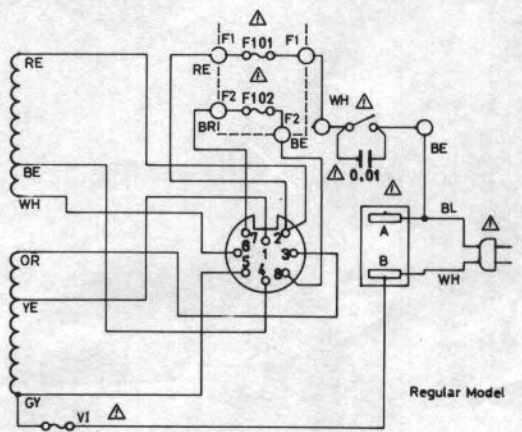 F1 F101 F1
RE
RE
F2 F102
F2
BRI
BE
WH
BE
0.01
BE
WH
BL
A
B
WH
6 7 2
1
3
5 4 8
OR
YE
GY
VI
Regular Model